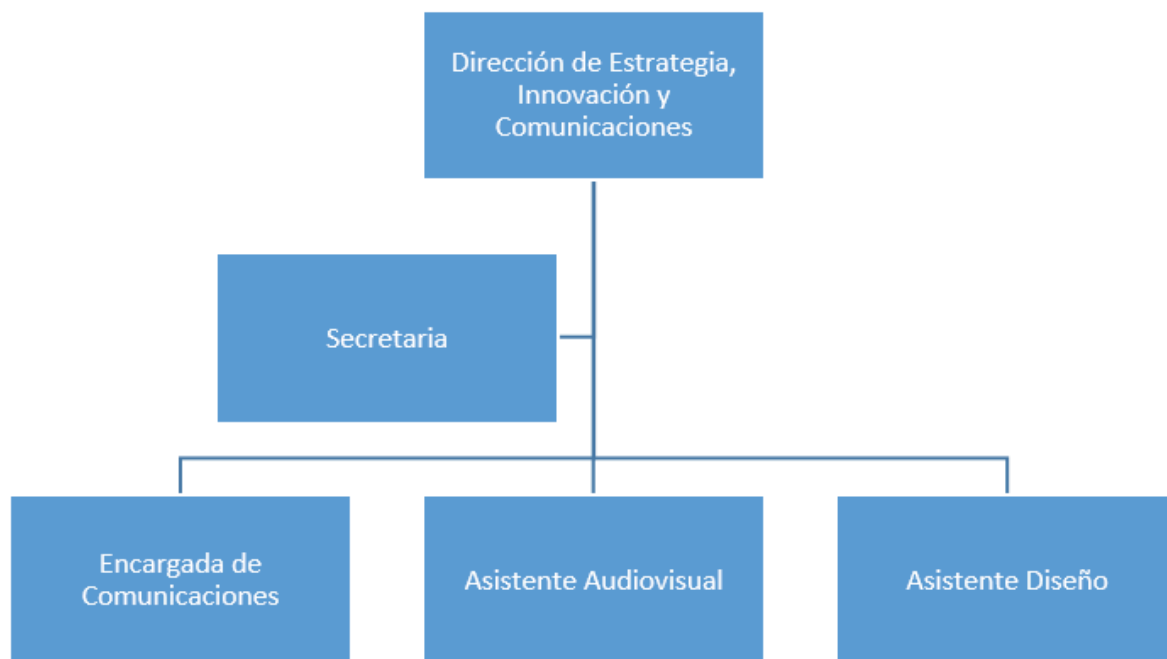 Dirección de Estrategia,
Innovación y
Comunicaciones
Secretaria
Encargada de
Comunicaciones
Asistente Audiovisual
Asistente Diseño